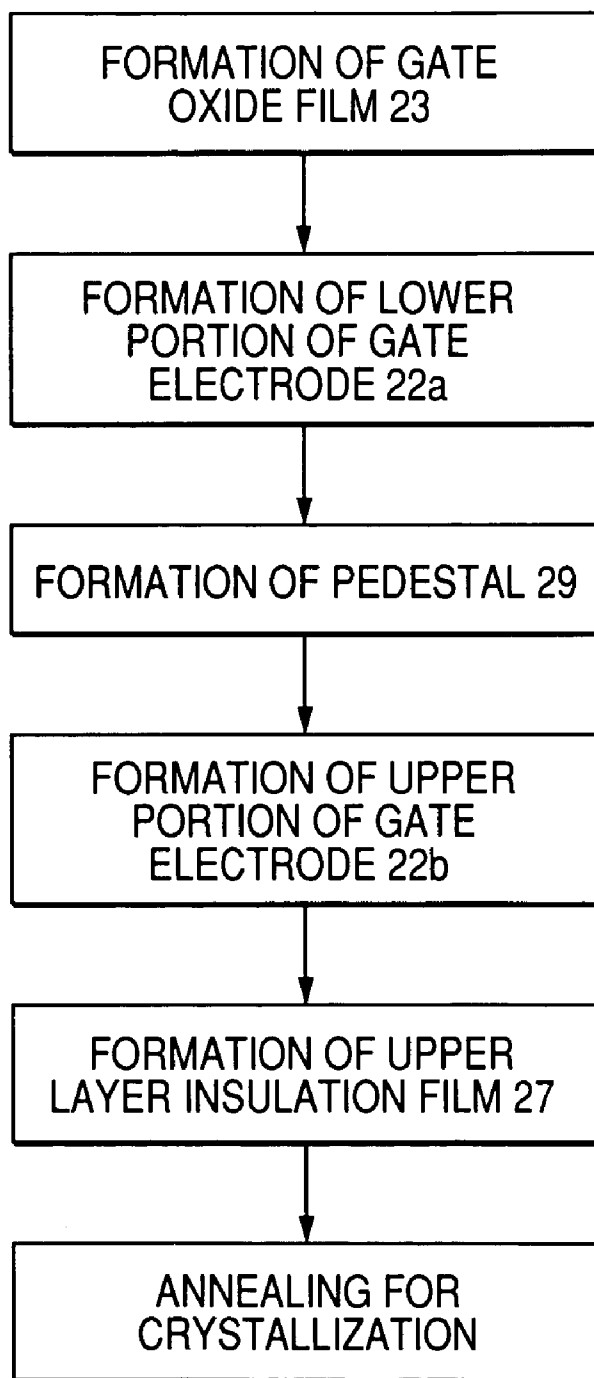 FORMATION OF GATE
OXIDE FILM 23
FORMATION OF LOWER
PORTION OF GATE
ELECTRODE 22a
FORMATION OF PEDESTAL 29
FORMATION OF UPPER
PORTION OF GATE
ELECTRODE 22b
FORMATION OF UPPER
LAYER INSULATION FILM 27
ANNEALING FOR
CRYSTALLIZATION